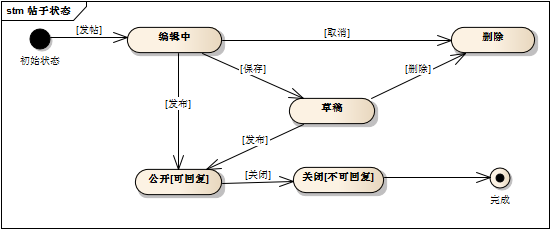 stm 帖子状态
[发帖]
编辑中
[取消]
删除
初始状态
[保存]
[删除]
[发布]
草稿
[发布]
公开[可回复]
[关闭]
关闭[不可回复]
完成